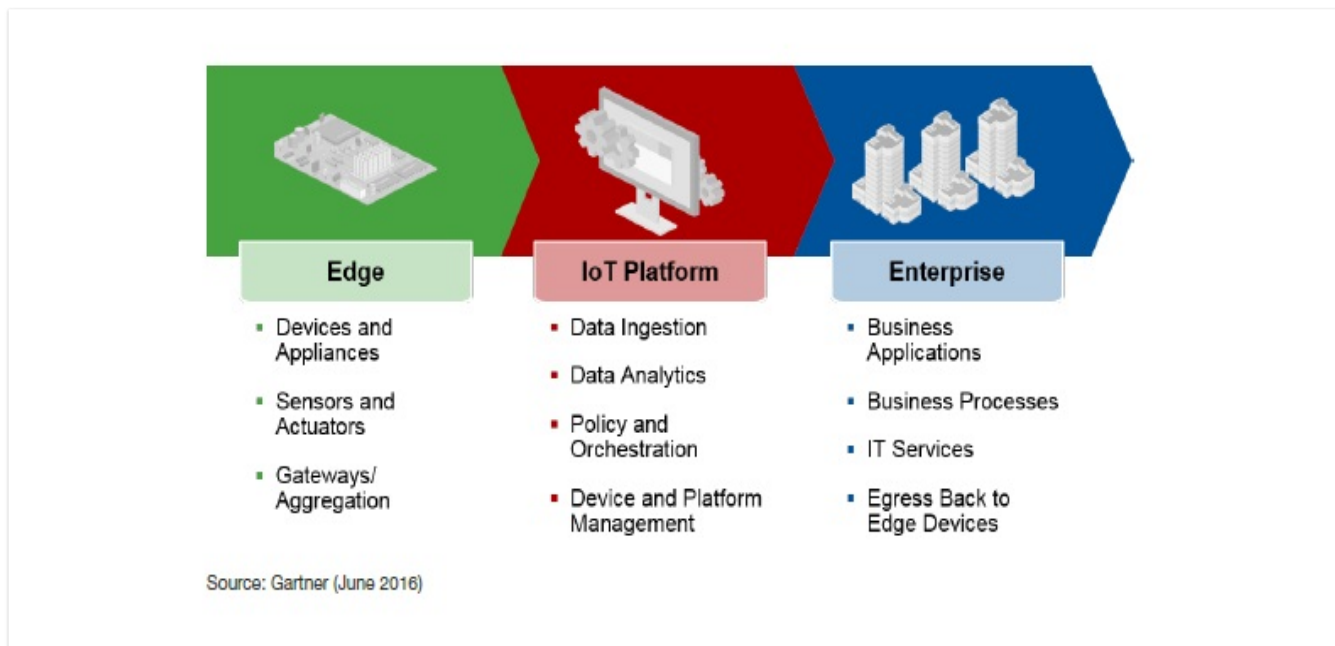 Edge
Devices and
Appliances
Sensors and
Actuators
Gateways/
Aggregation
IoT Platform
Data Ingestion
Data Analytics
Policy and
Orchestration
Device and Platform
Management
Enterprise
Business
Applications
Business Processes
IT Services
Egress Back to
Edge Devices
Source: Gartner (June 2016)